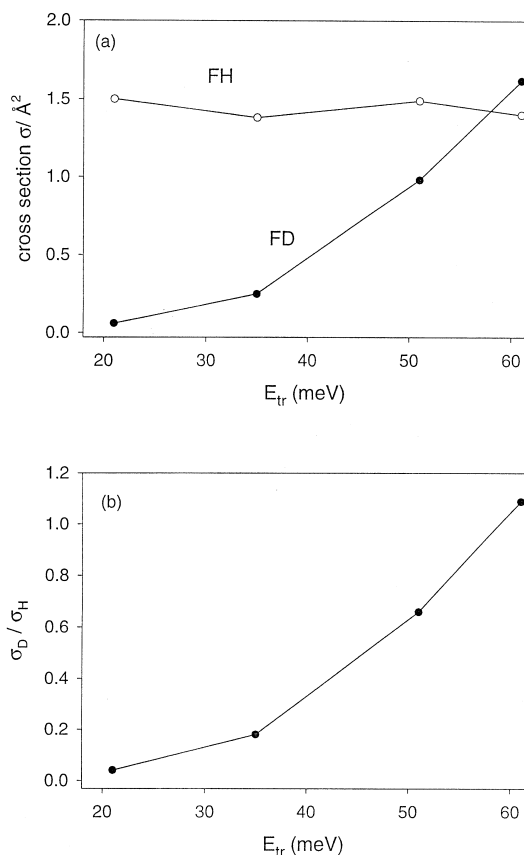 2.0
(a)
FH
1.5
1.0
FD
0.5
0.0
cross section σ/ Å²
20 30 40 50 60
E_tr (meV)
1.2
(b)
1.0
0.8
0.6
0.4
0.2
0.0
σ_D / σ_H
20 30 40 50 60
E_tr (meV)